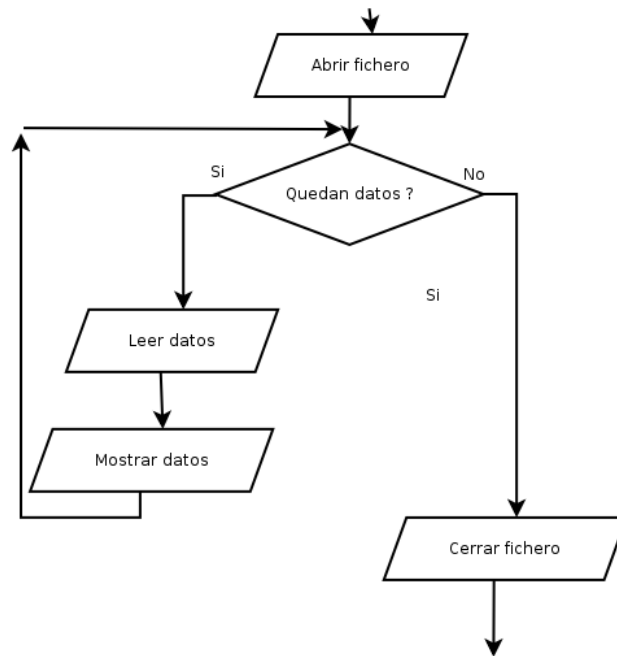 Abrir fichero
Si
No
Quedan datos ?
Si
Leer datos
Mostrar datos
Cerrar fichero